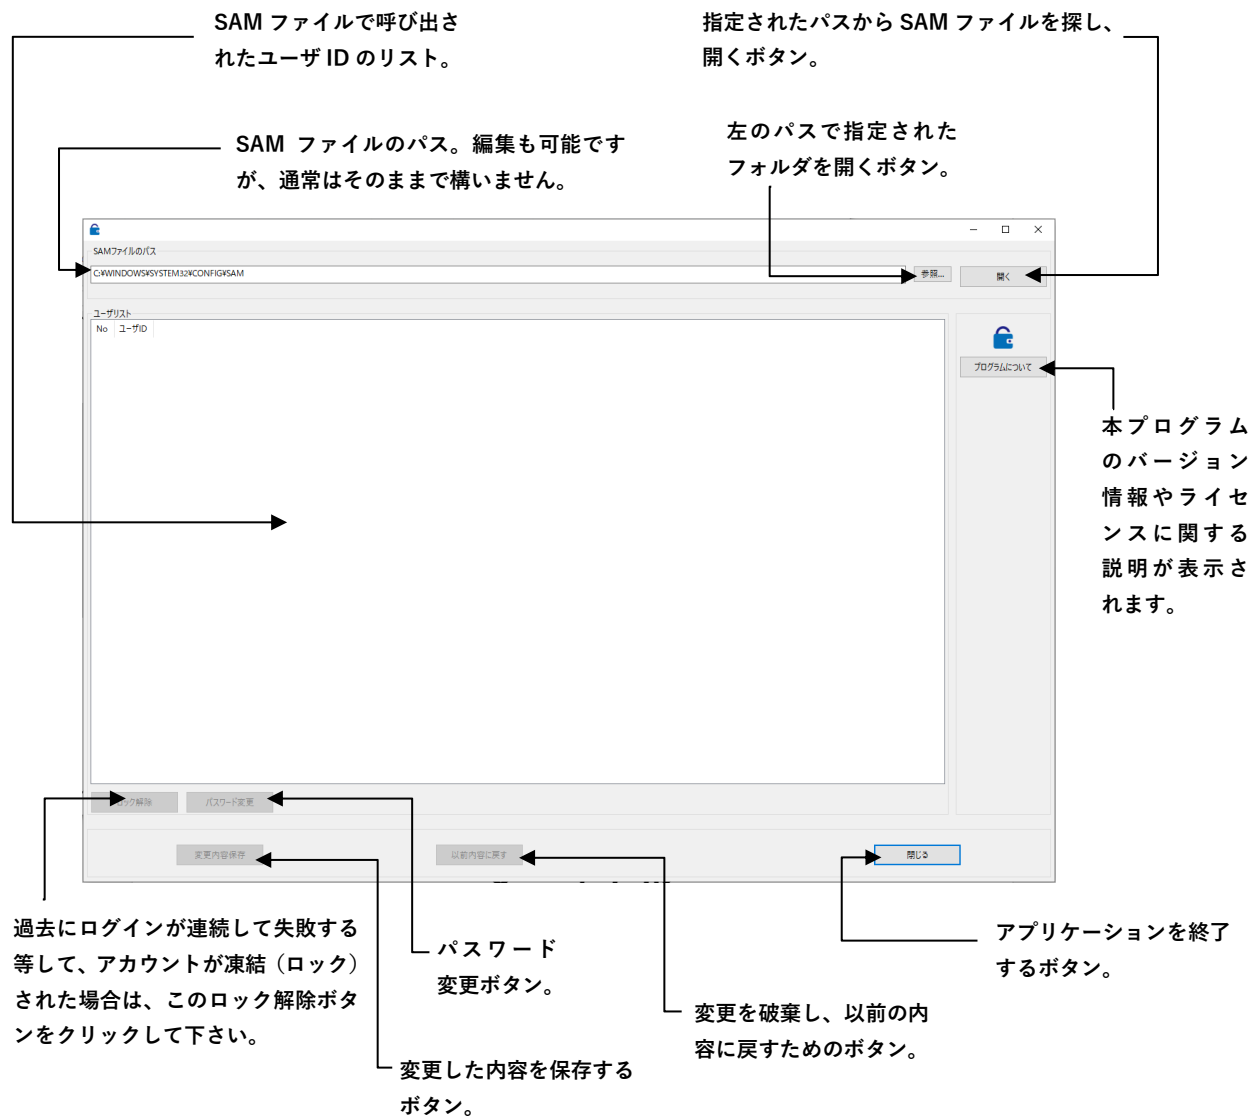 SAM ファイルで呼び出さ
れたユーザ ID のリスト。
指定されたパスから SAM ファイルを探し、
開くボタン。
SAM ファイルのパス。編集も可能です
が、通常はそのままで構いません。
左のパスで指定された
フォルダを開くボタン。
SAMファイルのパス
C:¥WINDOWS¥SYSTEM32¥CONFIG¥SAM
参照...
開く
ユーザリスト
No ユーザID
プログラムについて
本プログラム
のバージョン
情報やライセ
ンスに関する
説明が表示さ
れます。
ロック解除
パスワード変更
変更内容保存
以前内容に戻す
閉じる
過去にログインが連続して失敗する
等して、アカウントが凍結（ロック）
された場合は、このロック解除ボタ
ンをクリックして下さい。
パスワード
変更ボタン。
アプリケーションを終了
するボタン。
変更を破棄し、以前の内
容に戻すためのボタン。
変更した内容を保存する
ボタン。